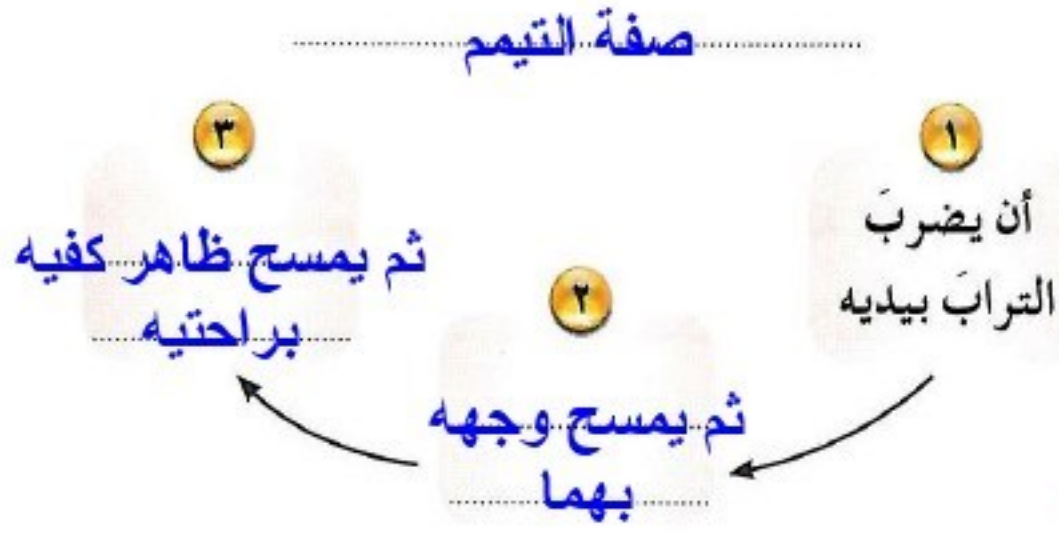 صفة التيمم
١
أن يضربَ
الترابَ بيديه
٢
ثم يمسح وجهه
بهما
٣
ثم يمسح ظاهر كفيه
براحتيه